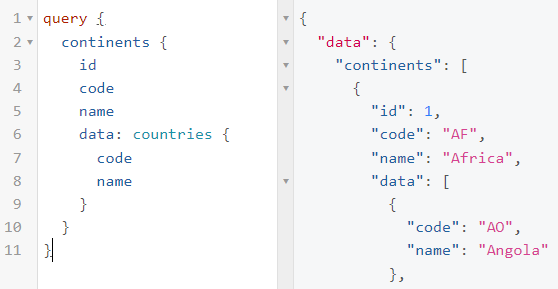 1 query {
2 continents {
3 id
4 code
5 name
6 data: countries {
7 code
8 name
9 }
10 }
11 }
{
"data": {
"continents": [
{
"id": 1,
"code": "AF",
"name": "Africa",
"data": [
{
"code": "AO",
"name": "Angola"
},